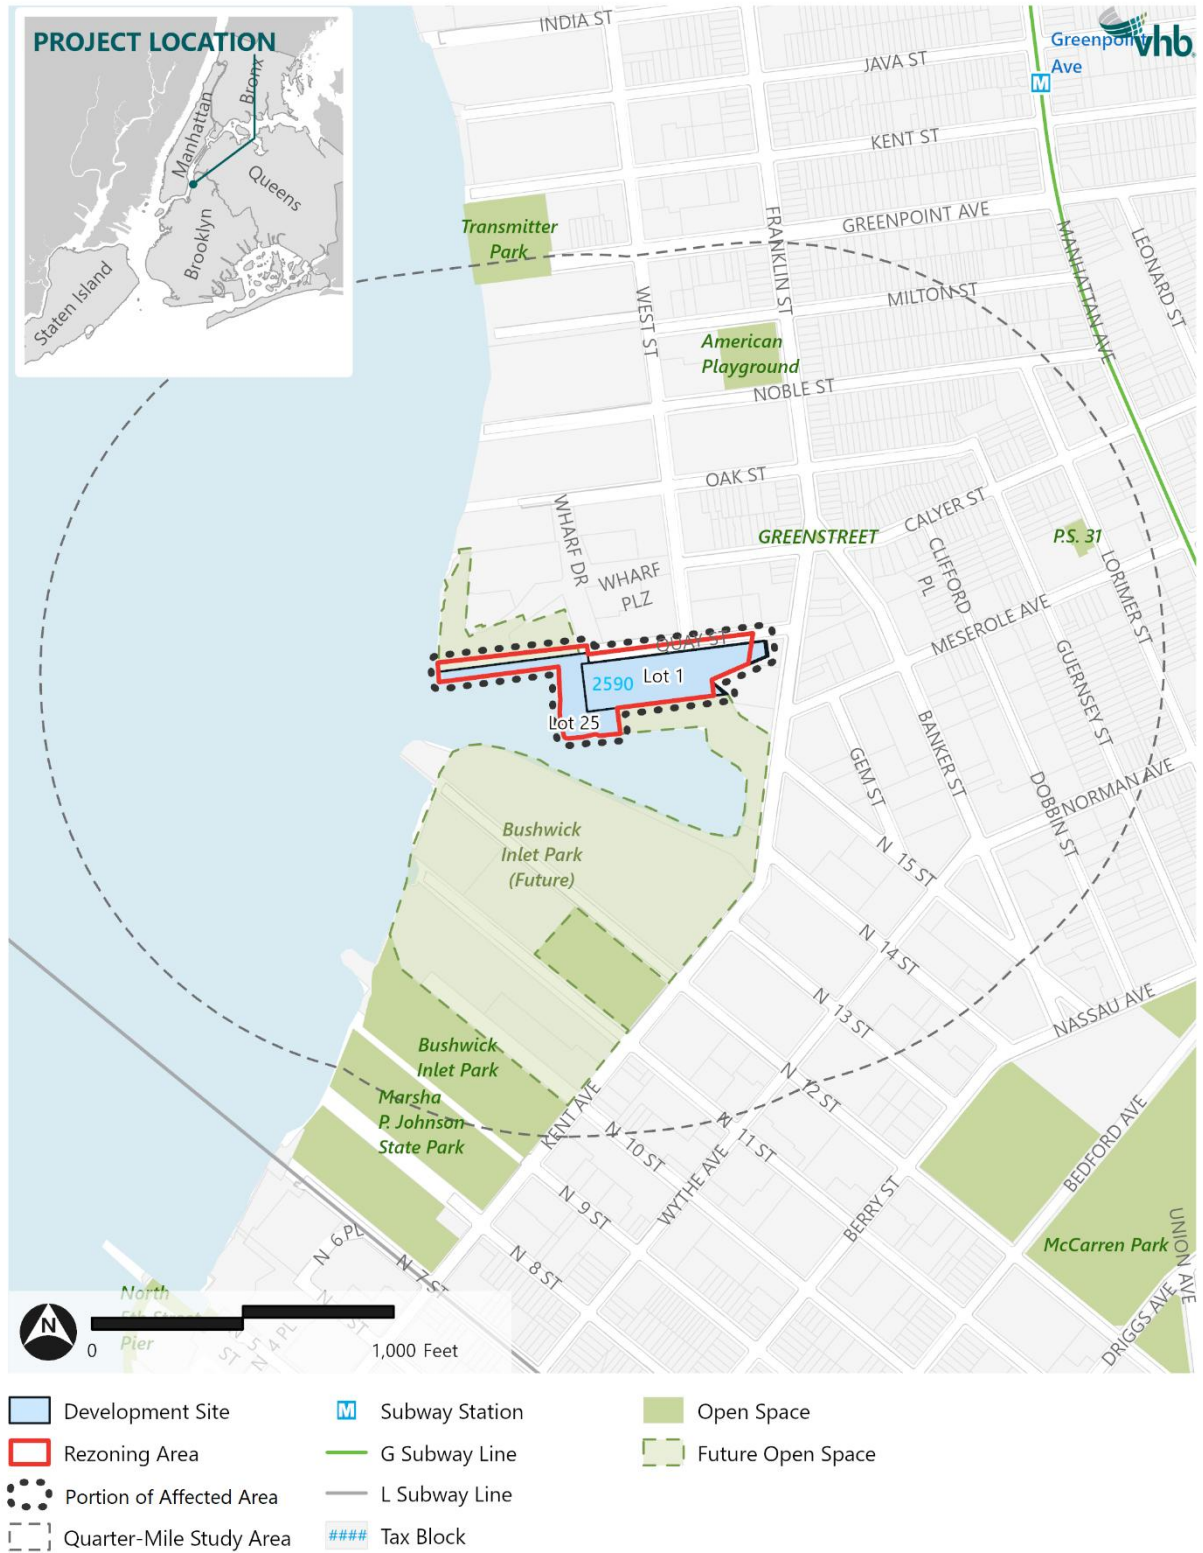 PROJECT LOCATION
Manhattan
Bronx
Queens
Brooklyn
Staten Island
vhb
Greenpoint
Ave
M
INDIA ST
JAVA ST
KENT ST
GREENPOINT AVE
MILTON ST
NOBLE ST
OAK ST
CALYER ST
FRANKLIN ST
WEST ST
MANHATTAN AVE
LEONARD ST
Transmitter
Park
American
Playground
GREENSTREET
P.S. 31
WHARF DR
WHARF
PLZ
CLIFFORD
PL
LORIMER ST
MESEROLE AVE
GUERNSEY ST
QUAY ST
2590
Lot 1
Lot 25
BANKER ST
GEM ST
DOBBIN ST
NORMAN AVE
Bushwick
Inlet Park
(Future)
N 15 ST
N 14 ST
N 13 ST
N 12 ST
N 11 ST
N 10 ST
N 9 ST
N 8 ST
N 7 ST
N 6 PL
NASSAU AVE
Bushwick
Inlet Park
Marsha
P. Johnson
State Park
KENT AVE
WYTHE AVE
BERRY ST
BEDFORD AVE
McCarren Park
UNION AVE
DRIGGS AVE
North
5th Street
Pier
N 4 PL
ST
ST
N
0
1,000 Feet
Development Site
Rezoning Area
Portion of Affected Area
Quarter-Mile Study Area
M
Subway Station
G Subway Line
L Subway Line
####
Tax Block
Open Space
Future Open Space